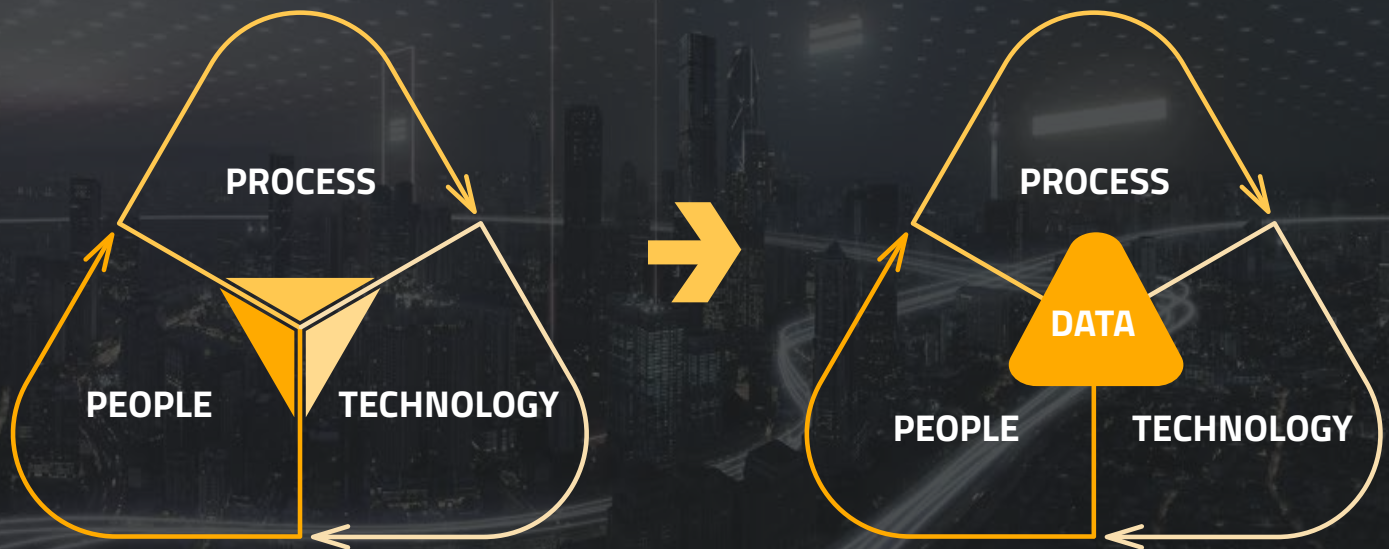 PROCESS
PEOPLE
TECHNOLOGY
PROCESS
DATA
PEOPLE
TECHNOLOGY